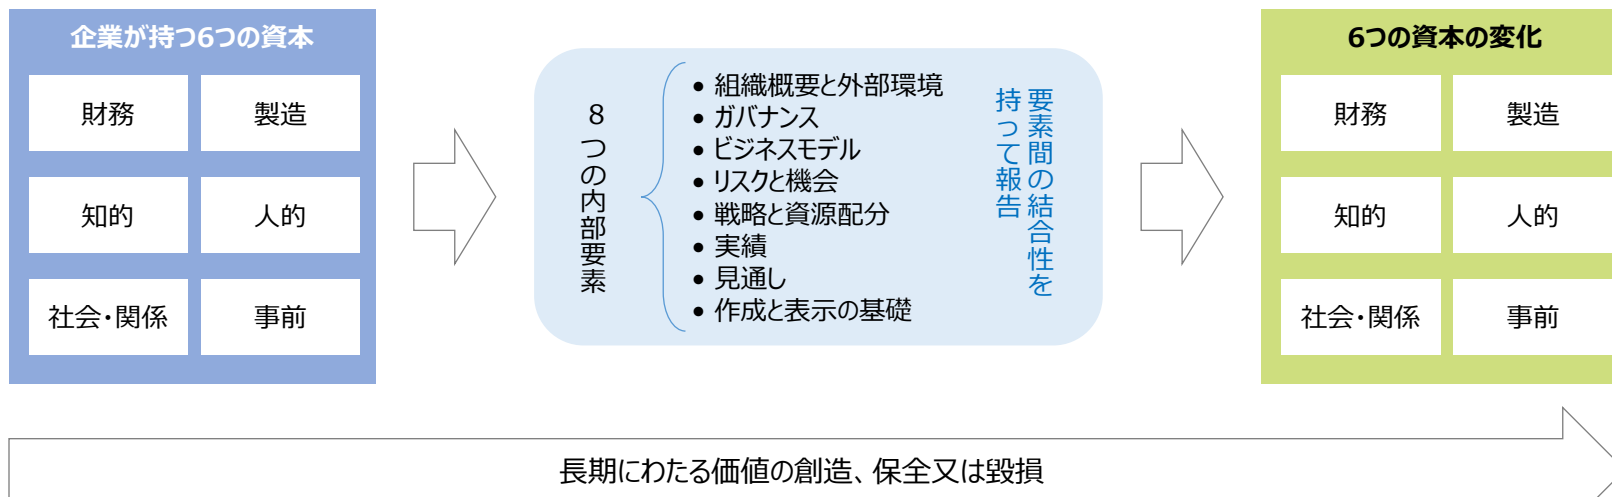 企業が持つ6つの資本
財務
製造
知的
人的
社会・関係
事前
8つの内部要素
• 組織概要と外部環境
• ガバナンス
• ビジネスモデル
• リスクと機会
• 戦略と資源配分
• 実績
• 見通し
• 作成と表示の基礎
要素間の結合性を
持って報告
6つの資本の変化
財務
製造
知的
人的
社会・関係
事前
長期にわたる価値の創造、保全又は毀損